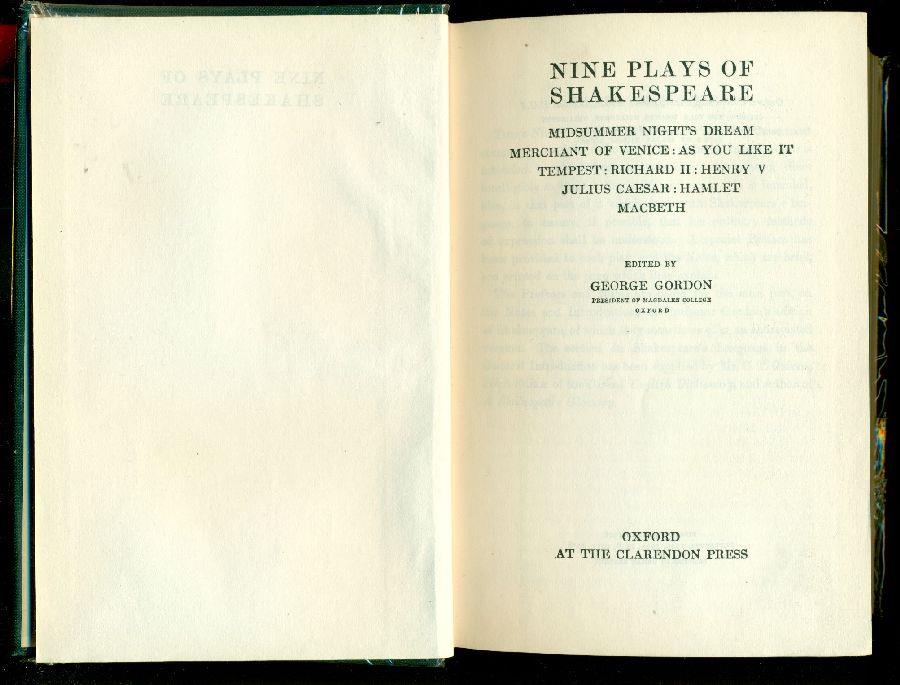 NINE PLAYS OF
SHAKESPEARE
MIDSUMMER NIGHT'S DREAM
MERCHANT OF VENICE : AS YOU LIKE IT
TEMPEST : RICHARD II : HENRY V
JULIUS CAESAR : HAMLET
MACBETH
EDITED BY
GEORGE GORDON
PRESIDENT OF MAGDALEN COLLEGE
OXFORD
OXFORD
AT THE CLARENDON PRESS